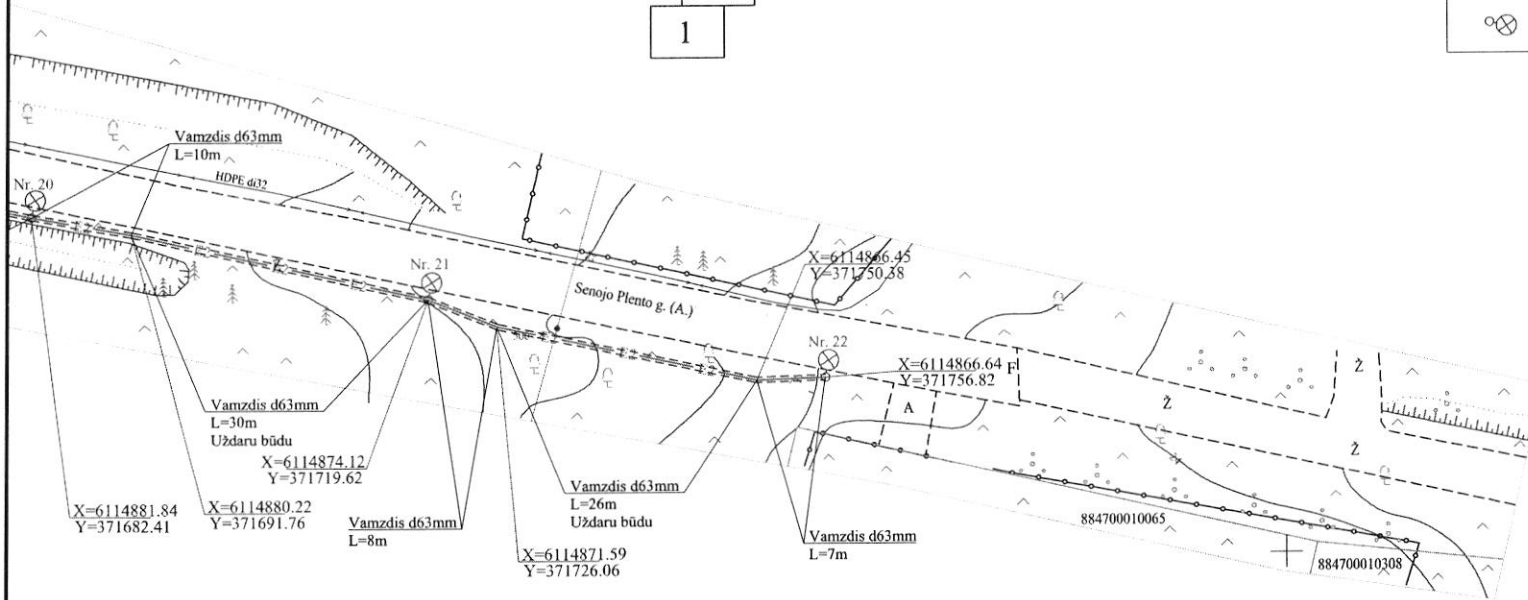 1
Vamzdis d63mm
L=10m
HDPE di32
Nr. 20
Nr. 21
Senojo Plento g. (A.)
X=6114866.45
Y=371750.38
Nr. 22
X=6114866.64
Y=371756.82
F
A
Ž
Ž
Ž
Ž
Vamzdis d63mm
L=30m
Uždaru būdu
X=6114874.12
Y=371719.62
X=6114881.84
Y=371682.41
X=6114880.22
Y=371691.76
Vamzdis d63mm
L=8m
Vamzdis d63mm
L=26m
Uždaru būdu
X=6114871.59
Y=371726.06
Vamzdis d63mm
L=7m
884700010065
884700010308